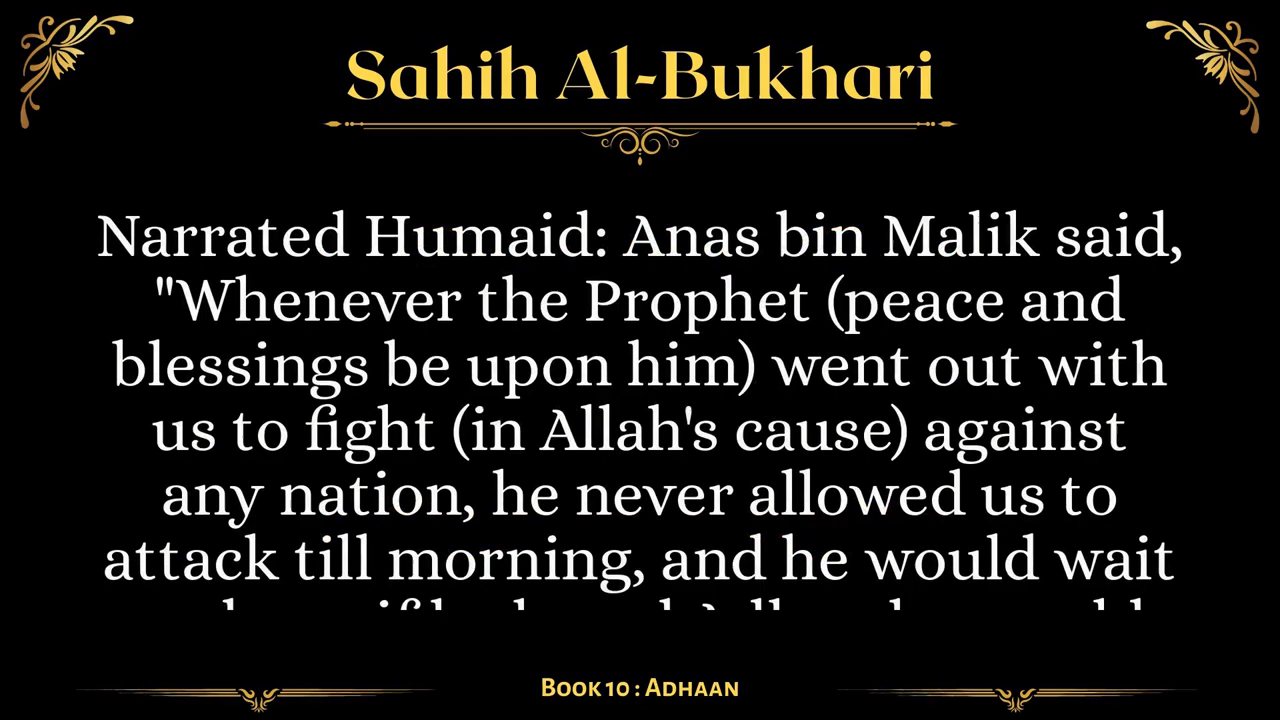 Sahih Al-Bukhari
Narrated Humaid: Anas bin Malik said,
"Whenever the Prophet (peace and
blessings be upon him) went out with
us to fight (in Allah's cause) against
any nation, he never allowed us to
attack till morning, and he would wait
Book 10 : Adhaan